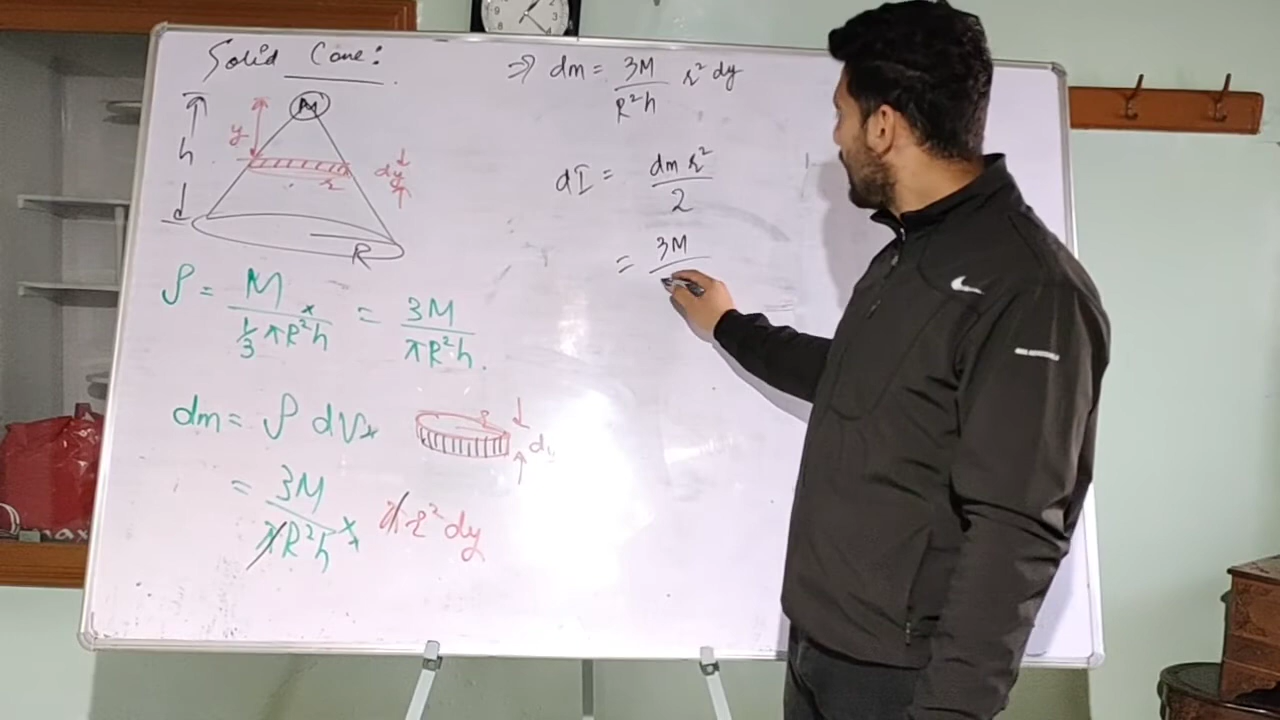 Solid Cone:
M
h
y
dy
r
R
ρ = M / (1/3 πR²h) = 3M / πR²h
dm = ρ dV
r
dy
= 3M / πR²h × π r² dy
⇒ dm = 3M / R²h r² dy
dI = dm r² / 2
= 3M
max